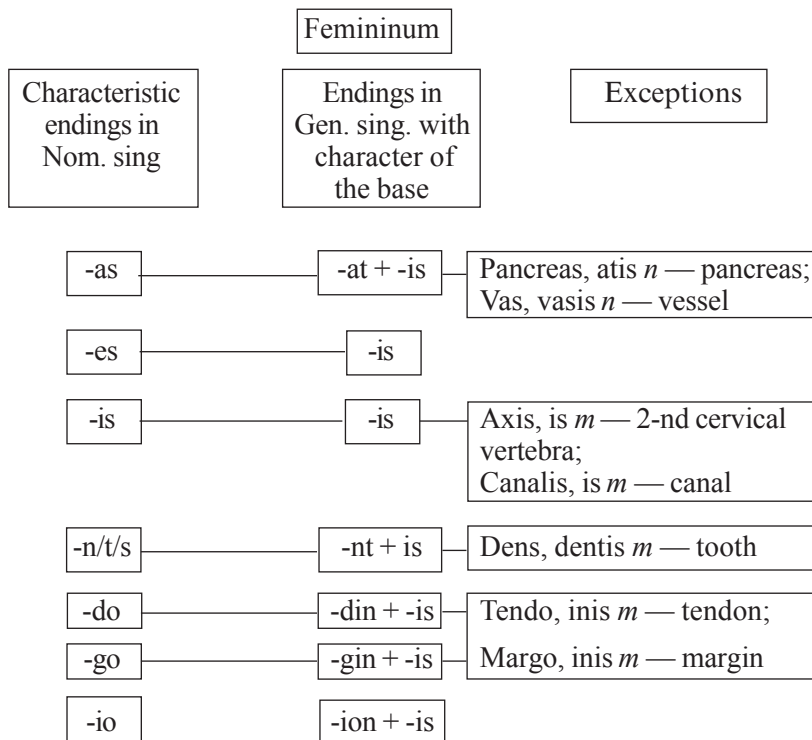 Femininum
Characteristic
endings in
Nom. sing
Endings in
Gen. sing. with
character of
the base
Exceptions
-as
-at + -is
Pancreas, atis n — pancreas;
Vas, vasis n — vessel
-es
-is
-is
-is
Axis, is m — 2-nd cervical
vertebra;
Canalis, is m — canal
-n/t/s
-nt + is
Dens, dentis m — tooth
-do
-din + -is
Tendo, inis m — tendon;
-go
-gin + -is
Margo, inis m — margin
-io
-ion + -is